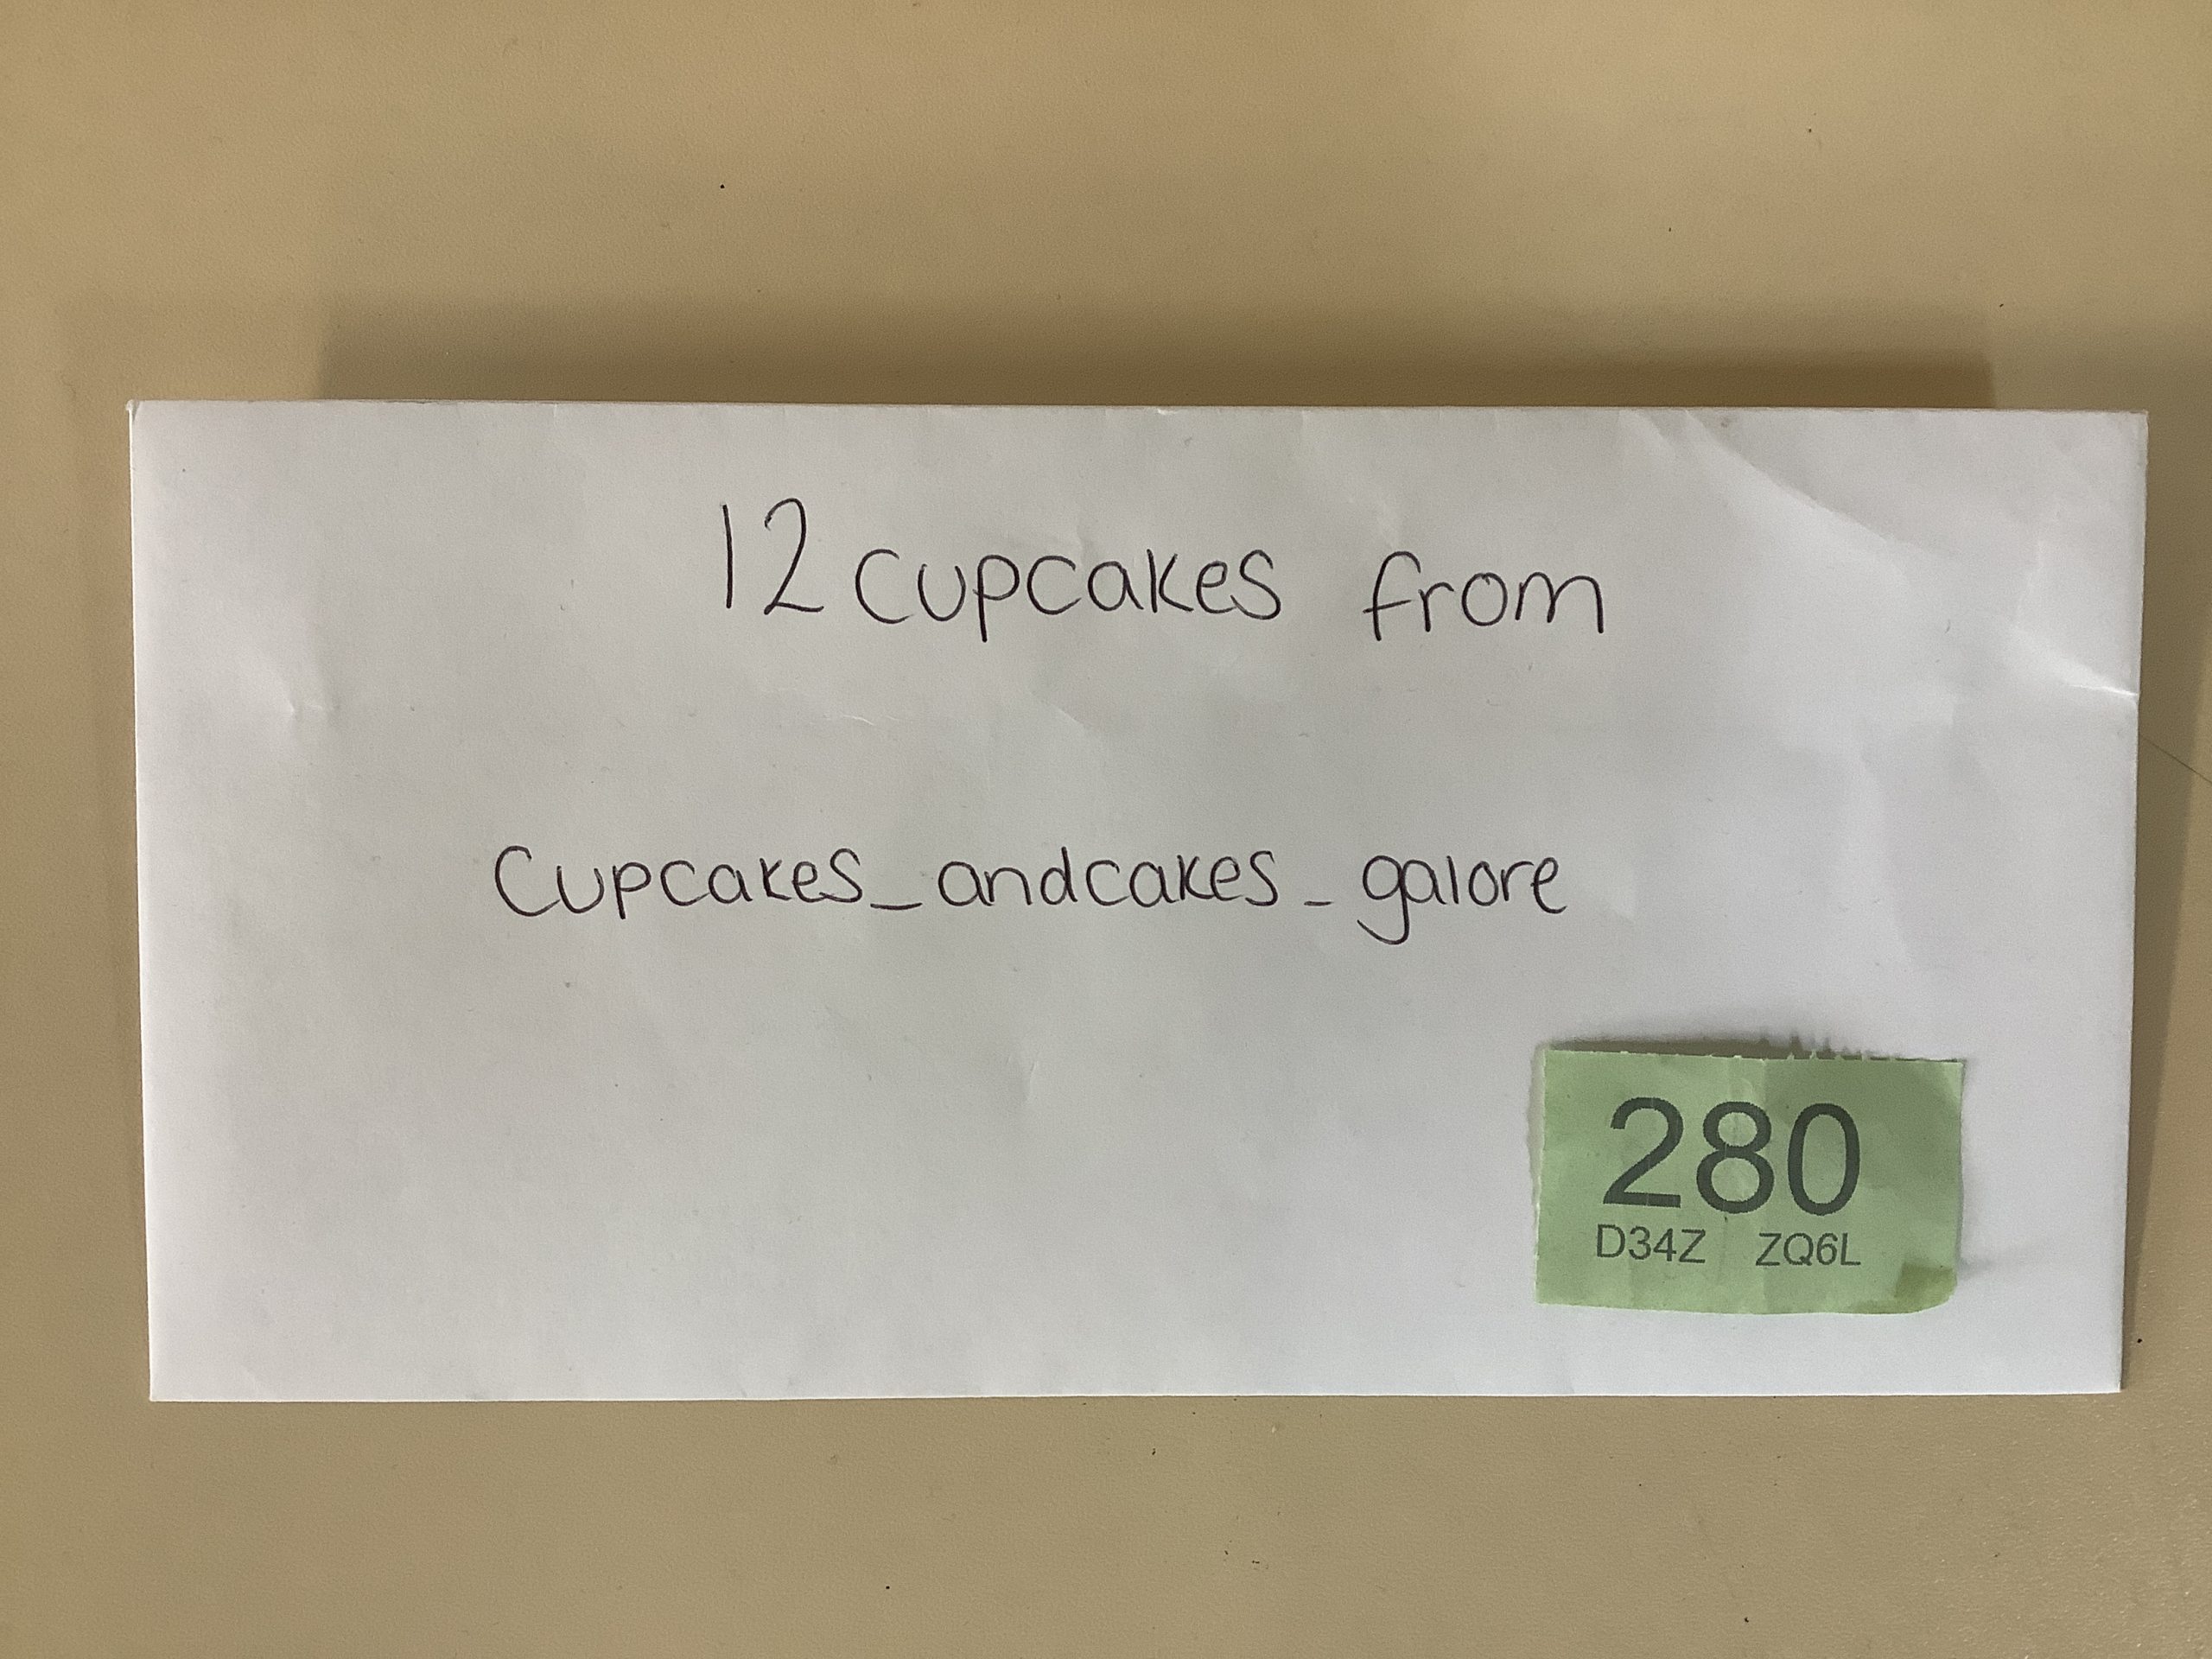 12 cupcakes from
Cupcakes_andcakes_galore
280
D34Z ZQ6L